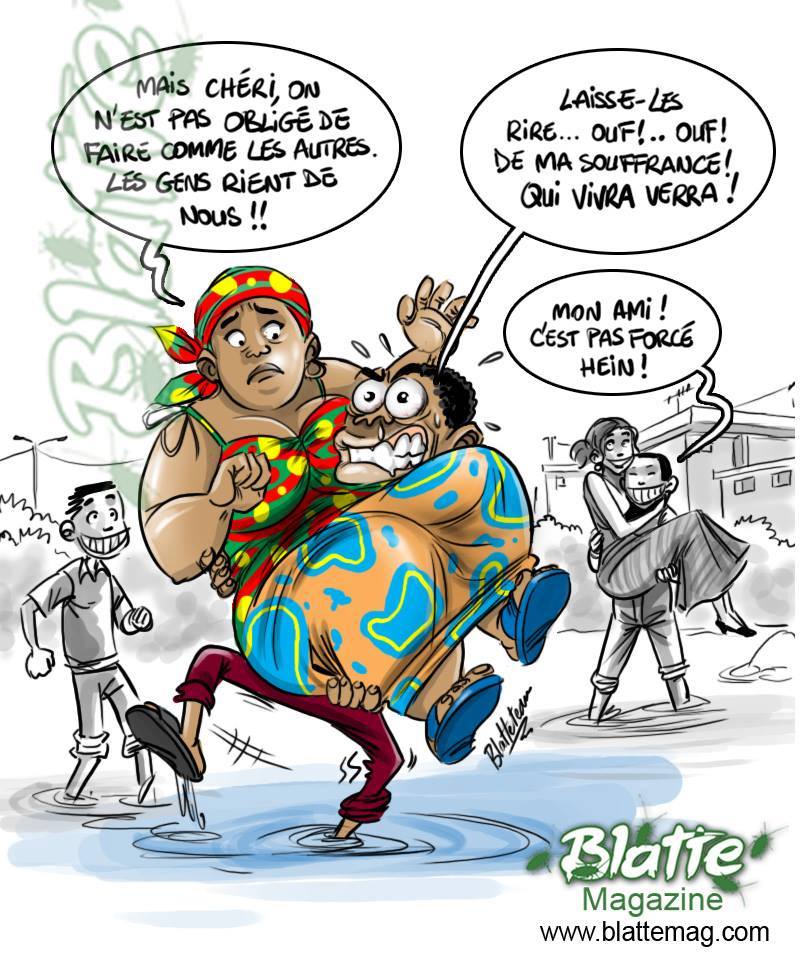 MAIS CHÉRI, ON
N'EST PAS OBLIGÉ DE
FAIRE COMME LES AUTRES.
LES GENS RIENT DE
NOUS !!
LAISSE-LES
RIRE... OUF!.. OUF!
DE MA SOUFFRANCE!
QUI VIVRA VERRA !
MON AMI !
C'EST PAS FORCÉ
HEIN !
Blatte
BlatteTeam
Blatte
Magazine
www.blattemag.com